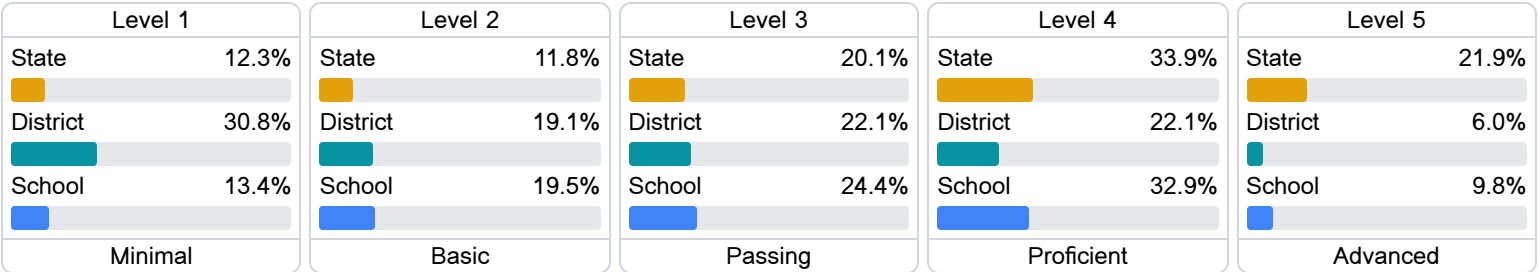 Level 1
State 12.3%
District 30.8%
School 13.4%
Minimal
Level 2
State 11.8%
District 19.1%
School 19.5%
Basic
Level 3
State 20.1%
District 22.1%
School 24.4%
Passing
Level 4
State 33.9%
District 22.1%
School 32.9%
Proficient
Level 5
State 21.9%
District 6.0%
School 9.8%
Advanced